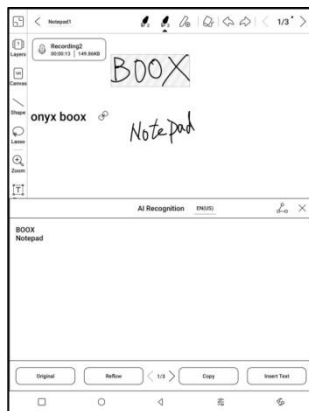 Notepad1
1/3
Layers
Recording2
00:00:13 | 149.86KB
BOOX
Canvas
Shape
onyx boox
Notepad
Lasso
Zoom
AI Recognition EN(US)
BOOX
Notepad
Original
Reflow
1/3
Copy
Insert Text